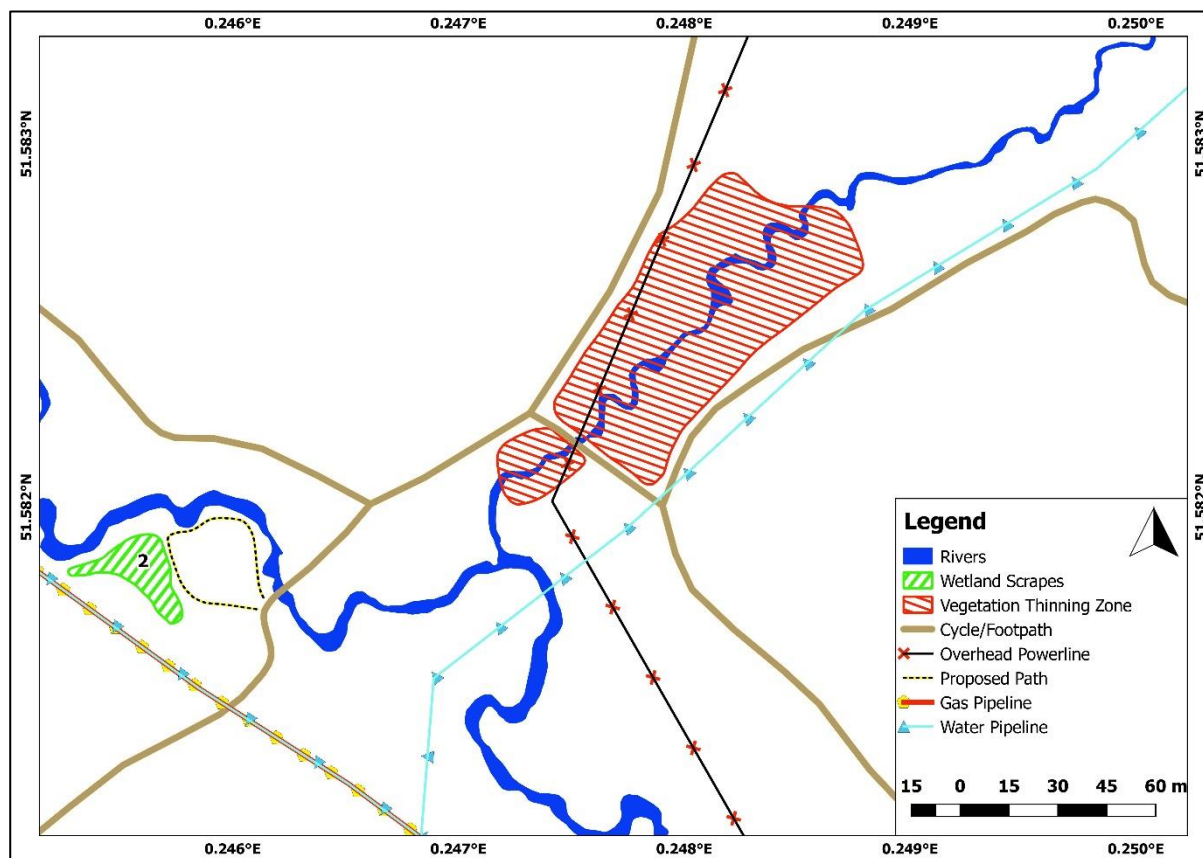 0.246°E 0.247°E 0.248°E 0.249°E 0.250°E
51.583°N 51.583°N
51.582°N 51.582°N
2
Legend
Rivers
Wetland Scrapes
Vegetation Thinning Zone
Cycle/Footpath
Overhead Powerline
Proposed Path
Gas Pipeline
Water Pipeline
15 0 15 30 45 60 m
0.246°E 0.247°E 0.248°E 0.249°E 0.250°E